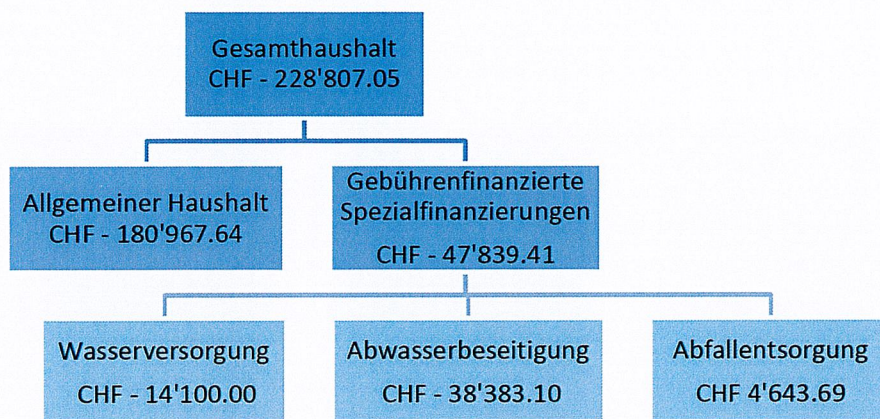 Gesamthaushalt
CHF - 228'807.05
Allgemeiner Haushalt
CHF - 180'967.64
Gebührenfinanzierte
Spezialfinanzierungen
CHF - 47'839.41
Wasserversorgung
CHF - 14'100.00
Abwasserbeseitigung
CHF - 38'383.10
Abfallentsorgung
CHF 4'643.69